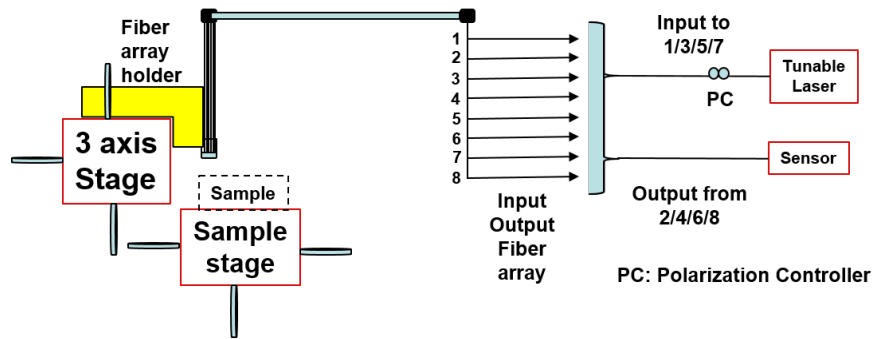 Fiber
array
holder
3 axis
Stage
Sample
Sample
stage
1
2
3
4
5
6
7
8
Input
Output
Fiber
array
Input to
1/3/5/7
PC
Tunable
Laser
Sensor
Output from
2/4/6/8
PC: Polarization Controller